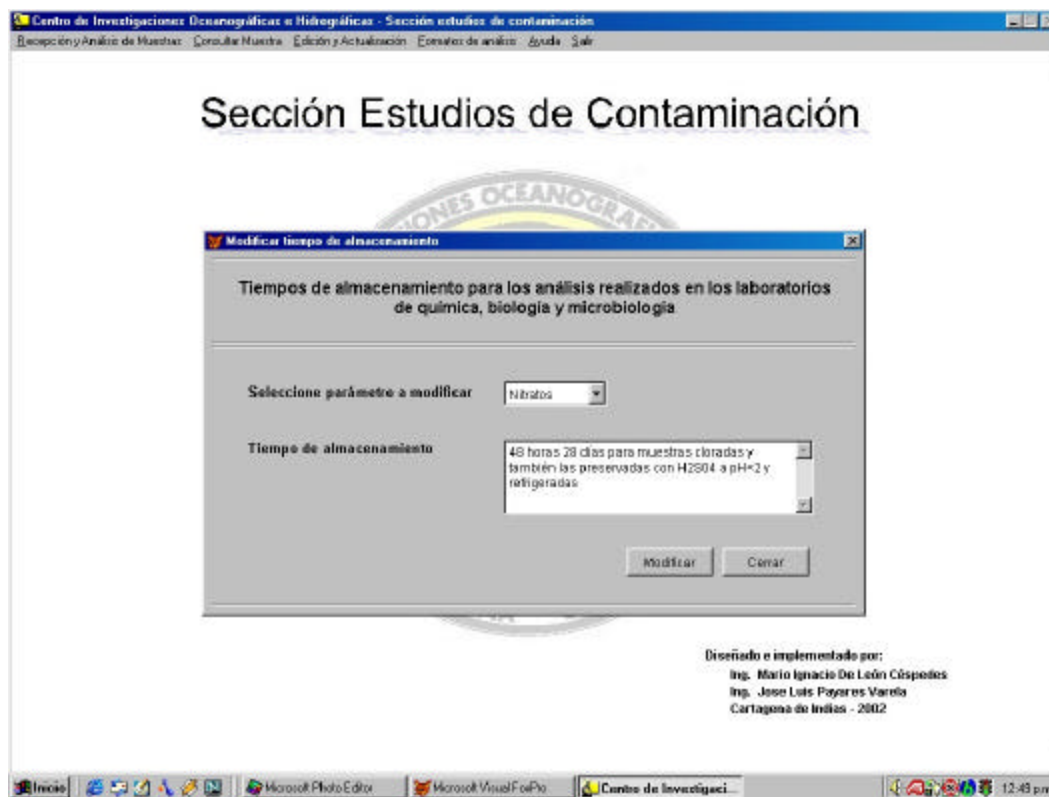 Centro de Investigaciones Oceanográficas e Hidrográficas - Sección estudios de contaminación
Recepción y Análisis de Muestras Consultar Muestra Edición y Actualización Formatos de análisis Ayuda Salir
Sección Estudios de Contaminación
IONES OCEANOGRAF
Modificar tiempo de almacenamiento
Tiempos de almacenamiento para los análisis realizados en los laboratorios
de química, biología y microbiología
Seleccione parámetro a modificar
Nitratos
Tiempo de almacenamiento
48 horas 28 días para muestras cloradas y
también las preservadas con H2S04 a pH<2 y
refrigeradas
Modificar Cerrar
Diseñado e implementado por:
Ing. Mario Ignacio De León Céspedes
Ing. Jose Luis Payares Varela
Cartagena de Indias - 2002
Inicio Microsoft Photo Editor Microsoft Visual FoxPro Centro de Investigaci... 12:49 p.m.